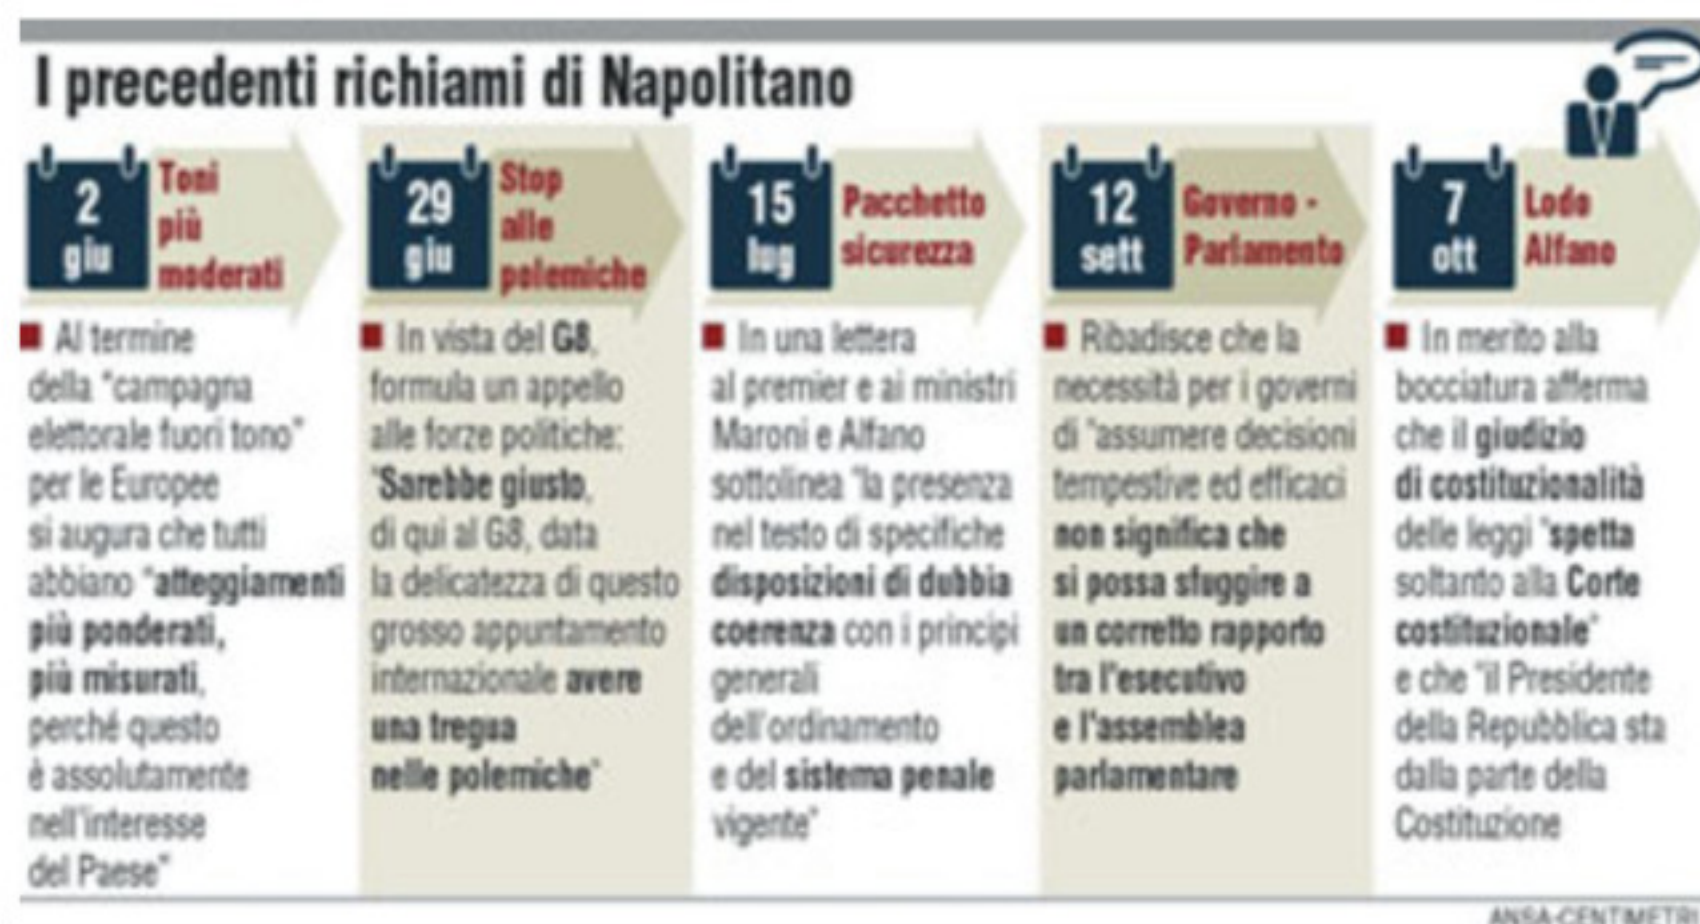 I precedenti richiami di Napolitano
2
giu
Toni
più
moderati
■ Al termine
della "campagna
elettorale fuori tono"
per le Europee
si augura che tutti
abbiano "atteggiamenti
più ponderati,
più misurati,
perché questo
è assolutamente
nell'interesse
del Paese"
29
giu
Stop
alle
polemiche
■ In vista del G8,
formula un appello
alle forze politiche:
"Sarebbe giusto,
di qui al G8, data
la delicatezza di questo
grosso appuntamento
internazionale avere
una tregua
nelle polemiche"
15
lug
Pacchetto
sicurezza
■ In una lettera
al premier e ai ministri
Maroni e Alfano
sottolinea "la presenza
nel testo di specifiche
disposizioni di dubbia
coerenza con i principi
generali
dell'ordinamento
e del sistema penale
vigente"
12
sett
Governo -
Parlamento
■ Ribadisce che la
necessità per i governi
di "assumere decisioni
tempestive ed efficaci
non significa che
si possa sfuggire a
un corretto rapporto
tra l'esecutivo
e l'assemblea
parlamentare
7
ott
Lodo
Alfano
■ In merito alla
bocciatura afferma
che il giudizio
di costituzionalità
delle leggi "spetta
soltanto alla Corte
costituzionale"
e che "il Presidente
della Repubblica sta
dalla parte della
Costituzione
ANSA-CENTIMETRI